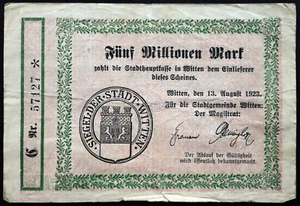 Fünf Millionen Mark
zahlt die Stadthauptkasse in Witten dem Einlieferer
dieses Scheines.
Witten, den 13. August 1923.
Für die Stadtgemeinde Witten:
Der Magistrat:
Der Ablauf der Gültigkeit
wird öffentlich bekanntgemacht.
SIEGEL·DER·STADT·WITTEN·
C Nr. 57127 *